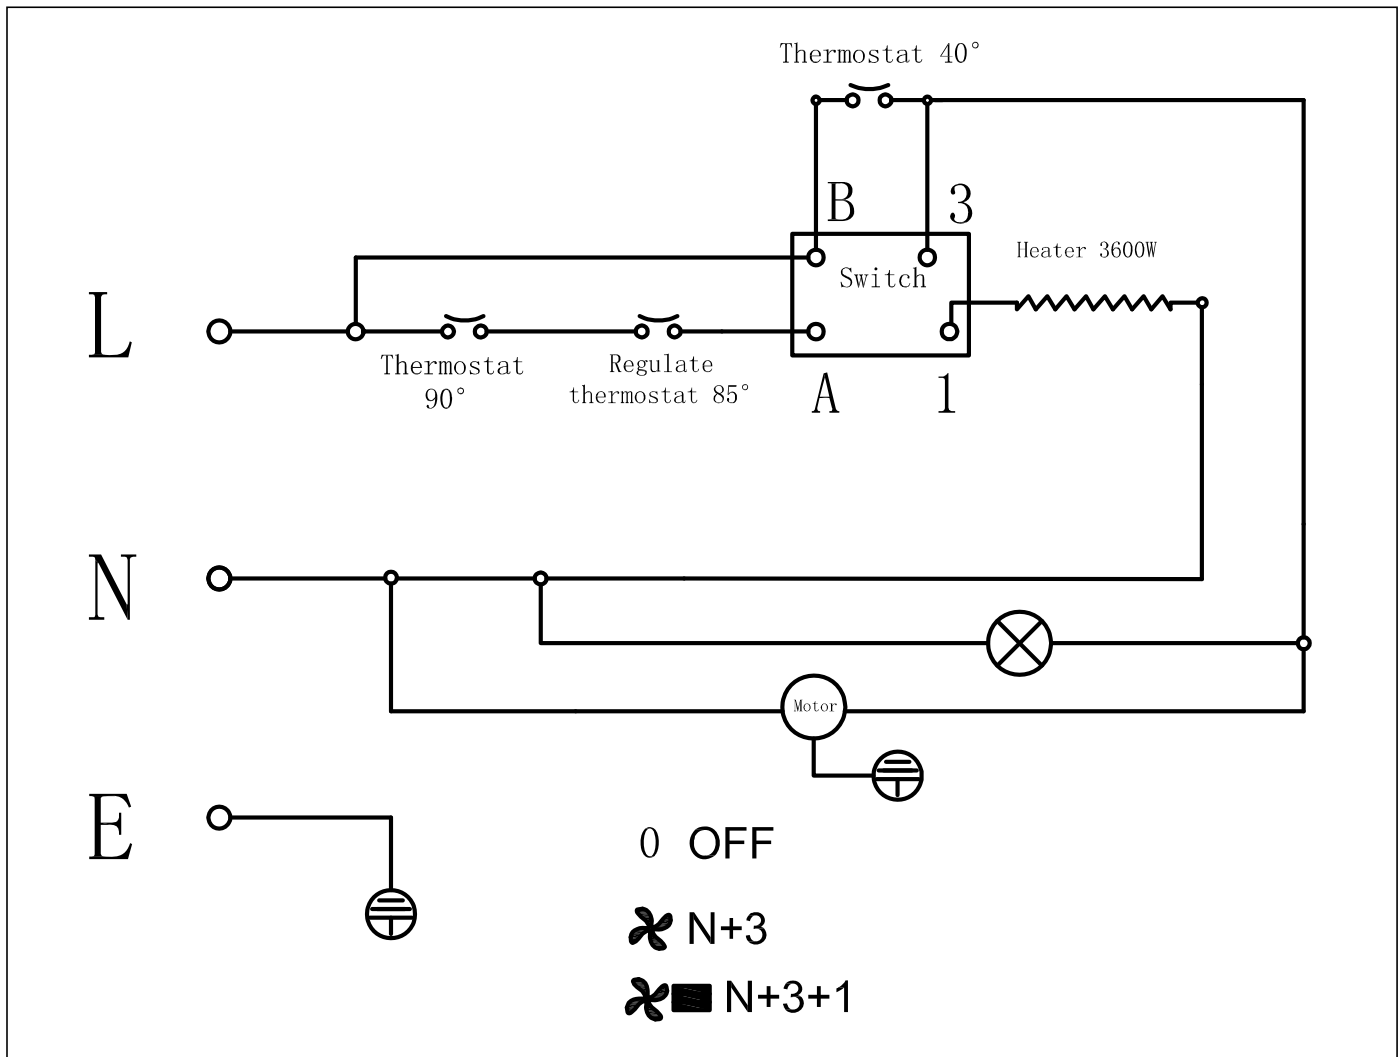 Thermostat 40°
B 3
Heater 3600W
Switch
L
Thermostat
90°
Regulate
thermostat 85°
A 1
N
Motor
E
0 OFF
N+3
N+3+1